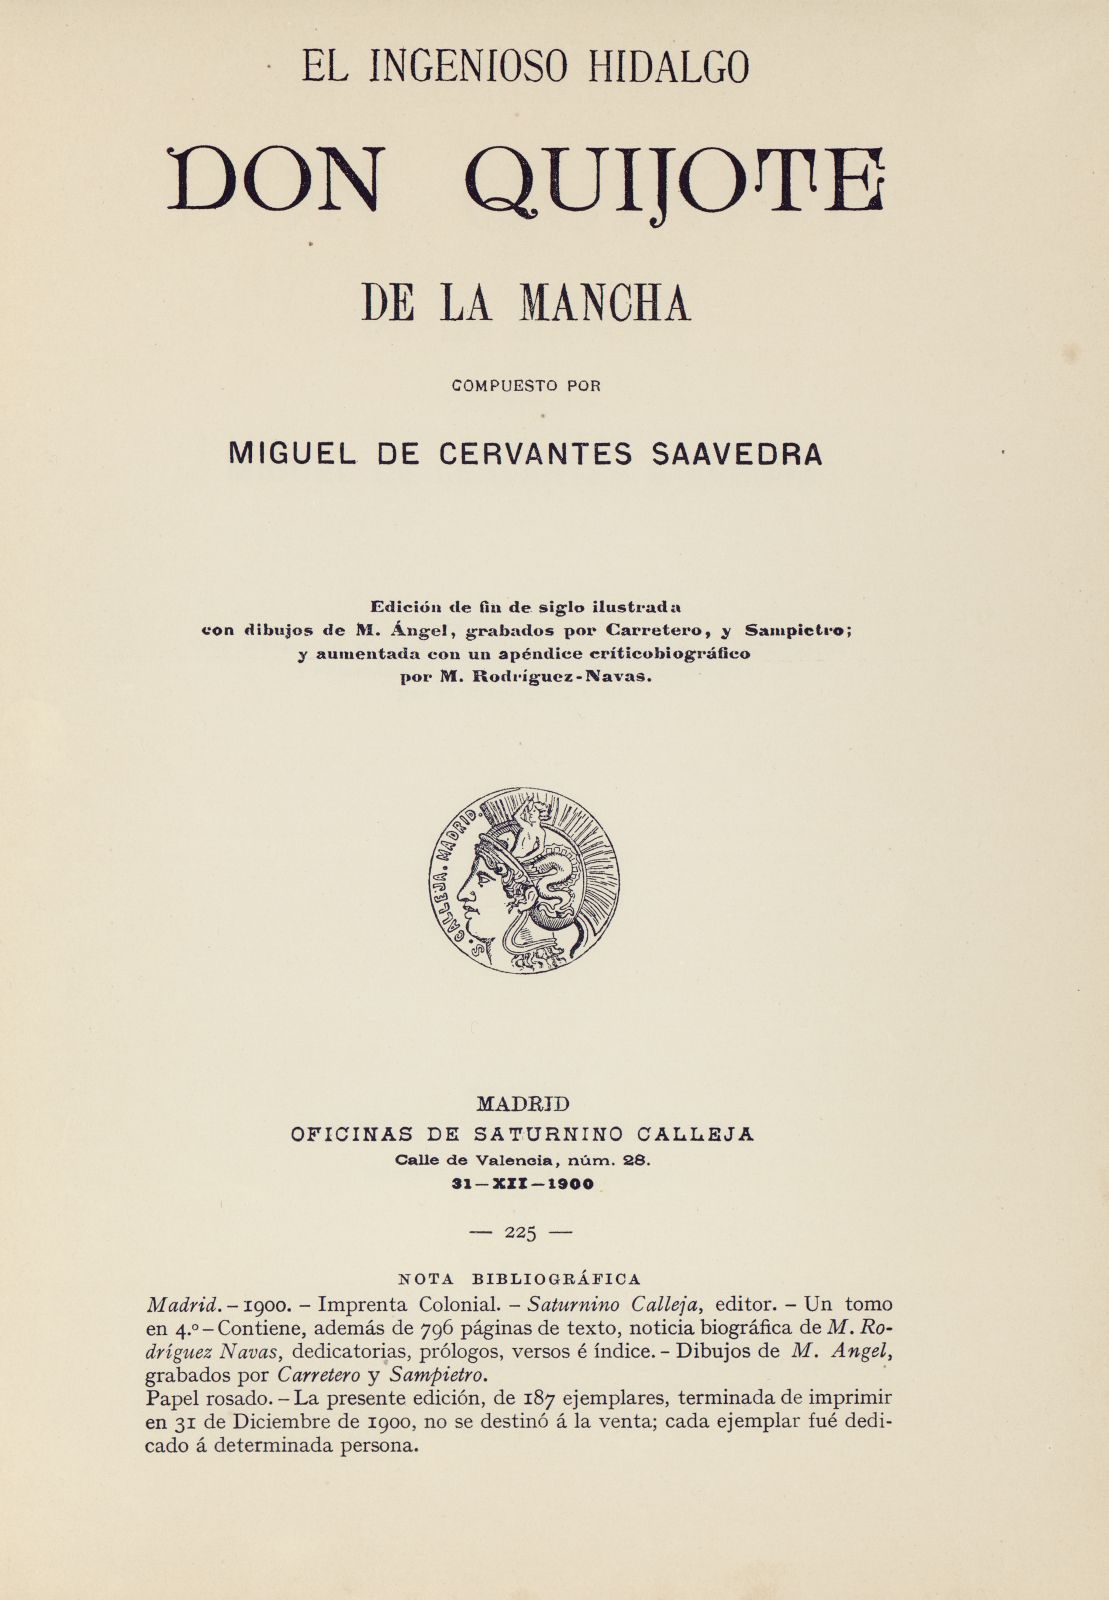 EL INGENIOSO HIDALGO
DON QUIJOTE
DE LA MANCHA
COMPUESTO POR
MIGUEL DE CERVANTES SAAVEDRA
Edición de fin de siglo ilustrada
con dibujos de M. Ángel, grabados por Carretero, y Sampietro;
y aumentada con un apéndice críticobiográfico
por M. Rodríguez-Navas.
S. CALLEJA. MADRID.
MADRID
OFICINAS DE SATURNINO CALLEJA
Calle de Valencia, núm. 28.
31—XII—1900
— 225 —
NOTA BIBLIOGRÁFICA
Madrid. – 1900. – Imprenta Colonial. – Saturnino Calleja, editor. – Un tomo
en 4.º – Contiene, además de 796 páginas de texto, noticia biográfica de M. Ro-
dríguez Navas, dedicatorias, prólogos, versos é índice. – Dibujos de M. Angel,
grabados por Carretero y Sampietro.
Papel rosado. – La presente edición, de 187 ejemplares, terminada de imprimir
en 31 de Diciembre de 1900, no se destinó á la venta; cada ejemplar fué dedi-
cado á determinada persona.